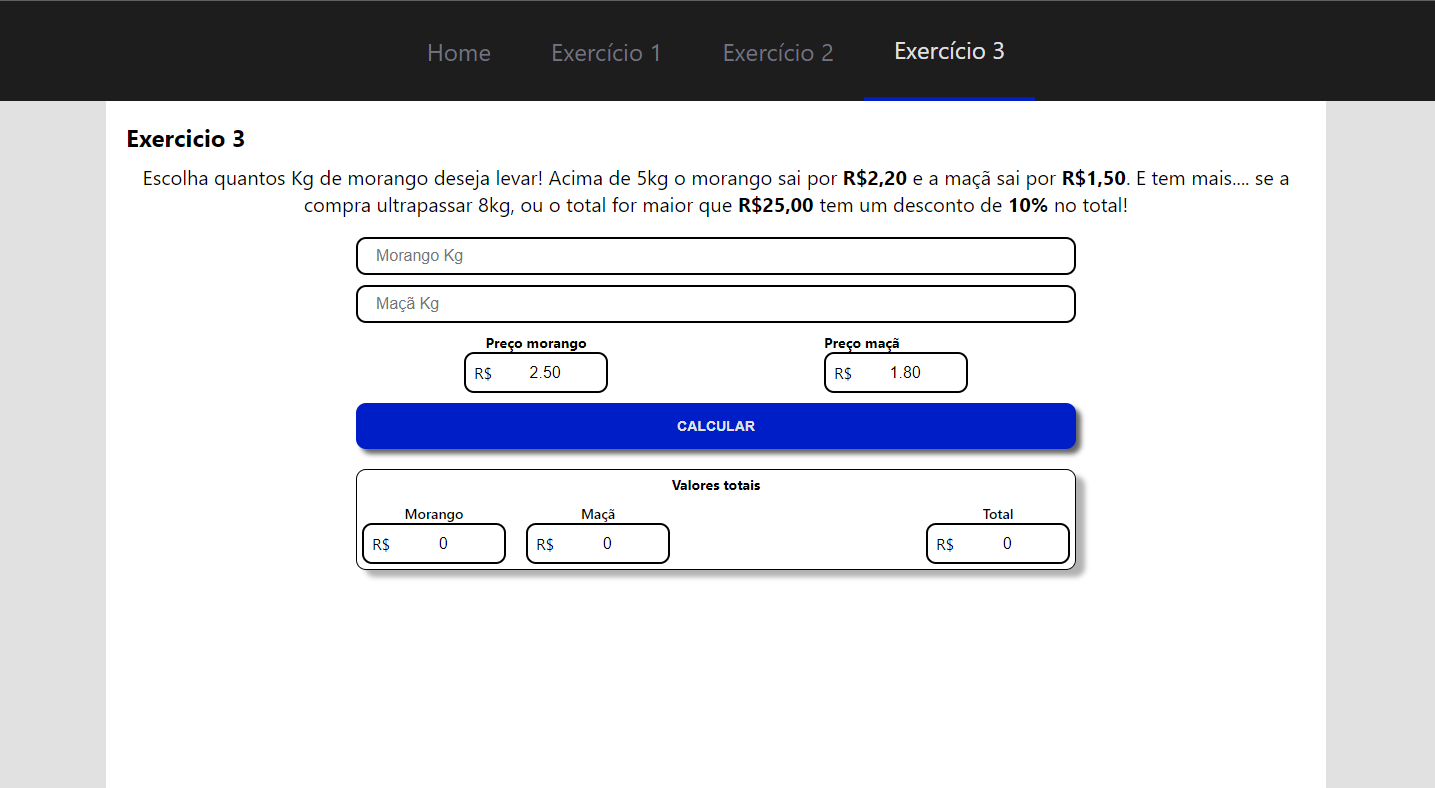 Home Exercício 1 Exercício 2 Exercício 3
Exercicio 3
Escolha quantos Kg de morango deseja levar! Acima de 5kg o morango sai por R$2,20 e a maçã sai por R$1,50. E tem mais.... se a
compra ultrapassar 8kg, ou o total for maior que R$25,00 tem um desconto de 10% no total!
Morango Kg
Maçã Kg
Preço morango Preço maçã
R$ 2.50 R$ 1.80
CALCULAR
Valores totais
Morango Maçã Total
R$ 0 R$ 0 R$ 0